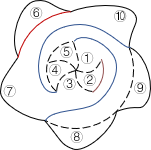 ⑥ ⑩
⑤ ①
④ ③ ②
⑦ ⑨
⑧